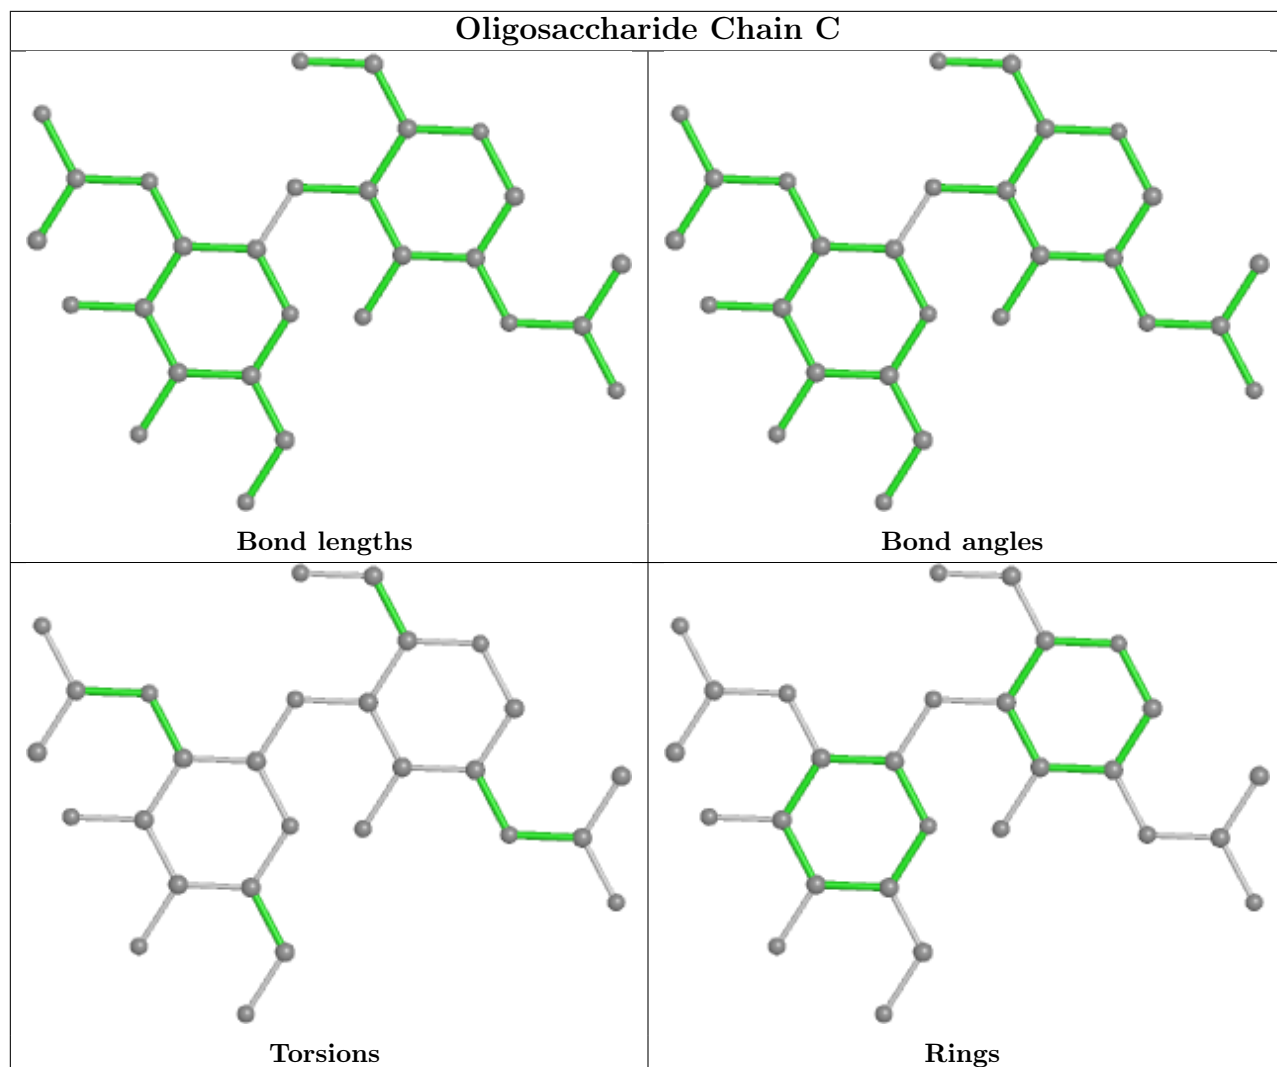 Oligosaccharide Chain C
Bond lengths
Bond angles
Torsions
Rings